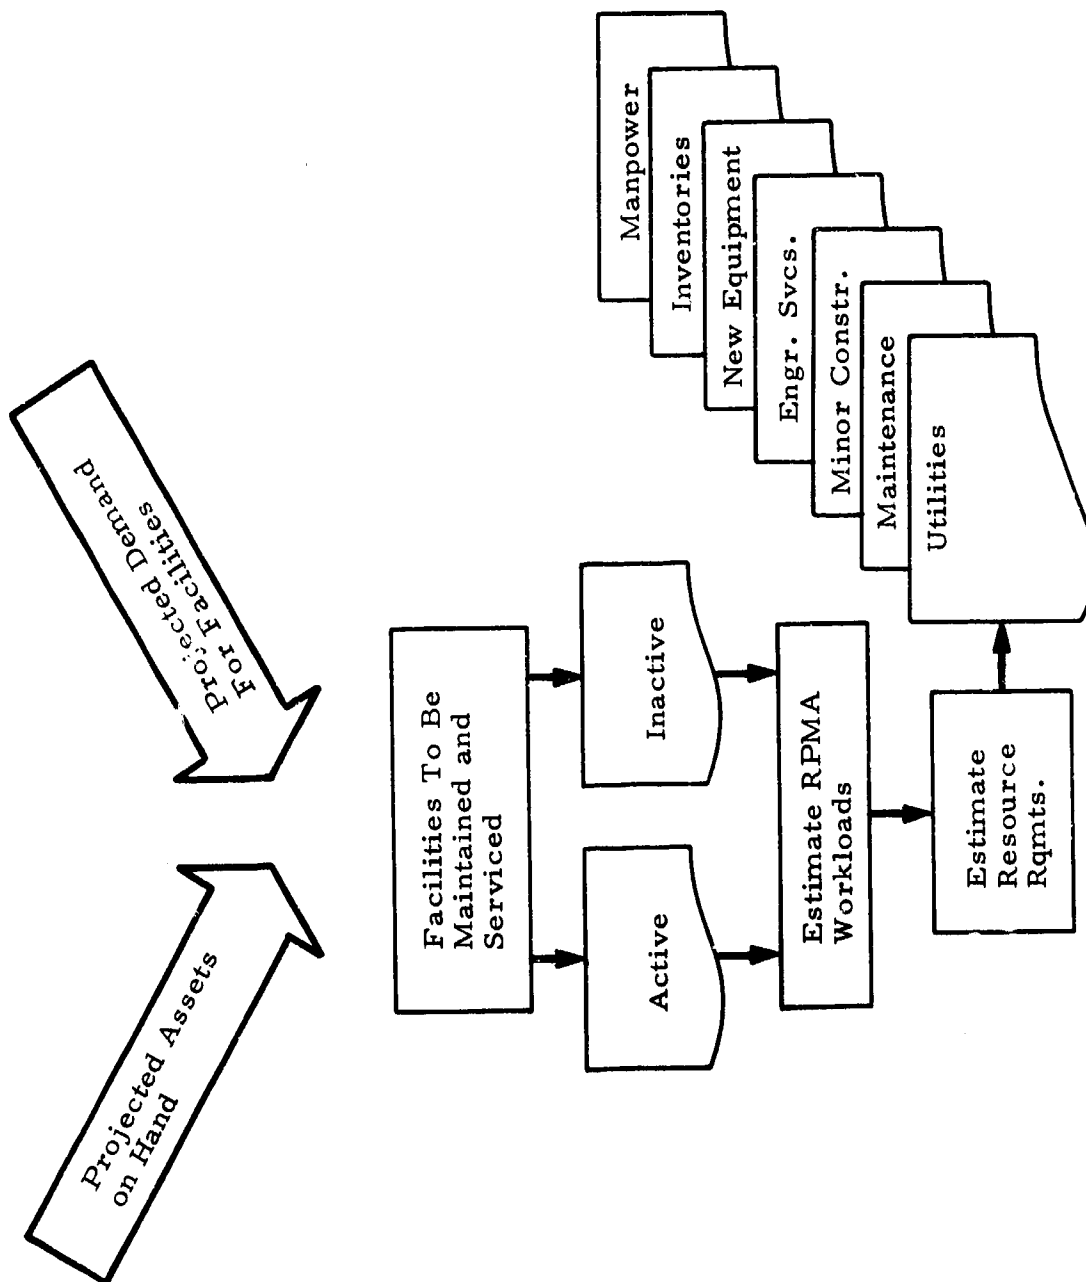 Projected Assets
on Hand
Projected Demand
For Facilities
Facilities To Be
Maintained and
Serviced
Active
Inactive
Estimate RPMA
Workloads
Estimate
Resource
Rqmts.
Manpower
Inventories
New Equipment
Engr. Svcs.
Minor Constr.
Maintenance
Utilities